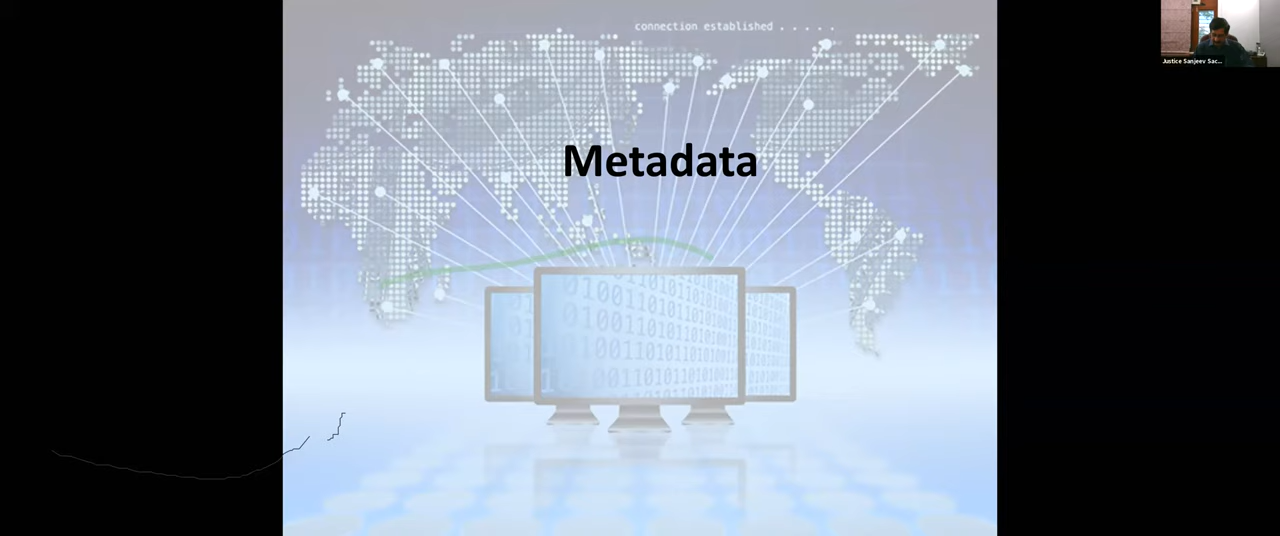 connection established . . . . .
Justice Sanjeev Sac...
Metadata